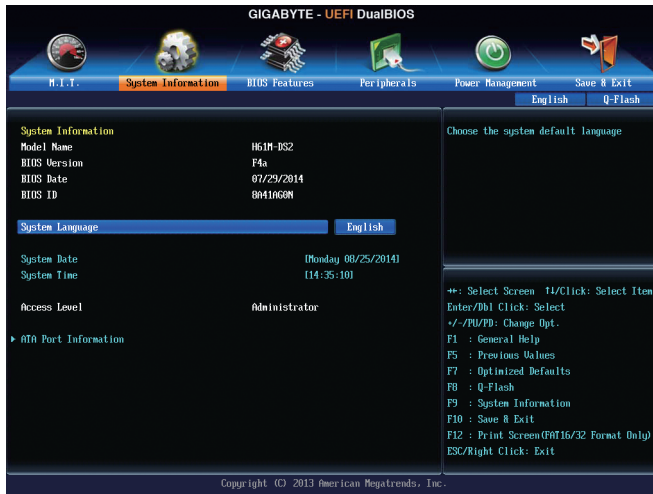 GIGABYTE - UEFI DualBIOS
M.I.T. System Information BIOS Features Peripherals Power Management Save & Exit
English Q-Flash
System Information
Model Name H61M-DS2
BIOS Version F4a
BIOS Date 07/29/2014
BIOS ID 8A41AG0N
System Language English
System Date [Monday 08/25/2014]
System Time [14:35:10]
Access Level Administrator
ATA Port Information
Choose the system default language
→←: Select Screen ↑↓/Click: Select Item
Enter/Dbl Click: Select
+/-/PU/PD: Change Opt.
F1 : General Help
F5 : Previous Values
F7 : Optimized Defaults
F8 : Q-Flash
F9 : System Information
F10 : Save & Exit
F12 : Print Screen(FAT16/32 Format Only)
ESC/Right Click: Exit
Copyright (C) 2013 American Megatrends, Inc.